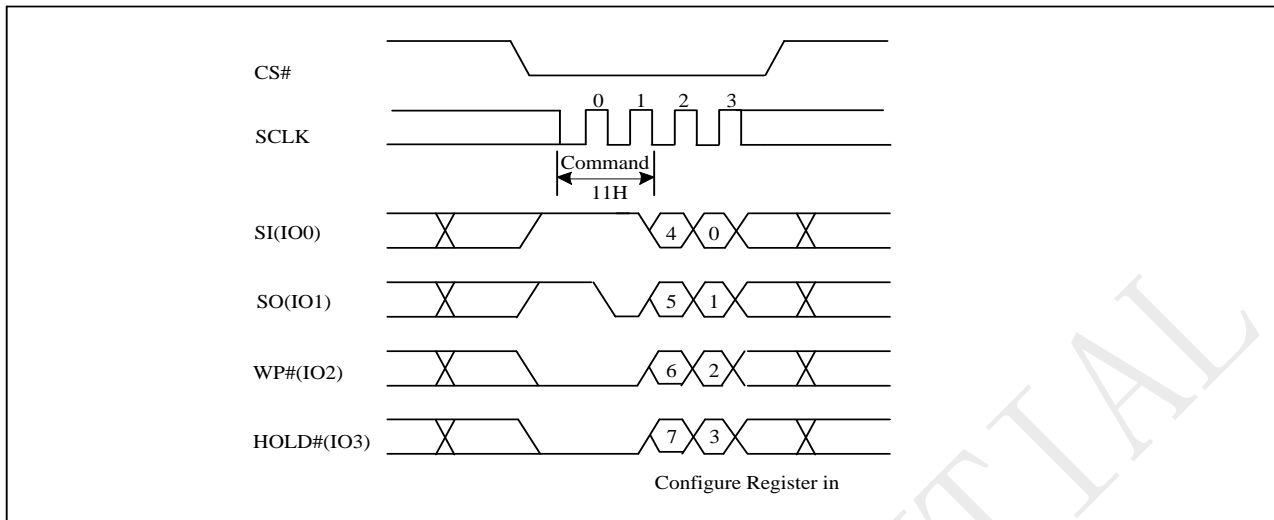 CS#
0 1 2 3
SCLK
Command
11H
SI(IO0) 4 0
SO(IO1) 5 1
WP#(IO2) 6 2
HOLD#(IO3) 7 3
Configure Register in
TIAL